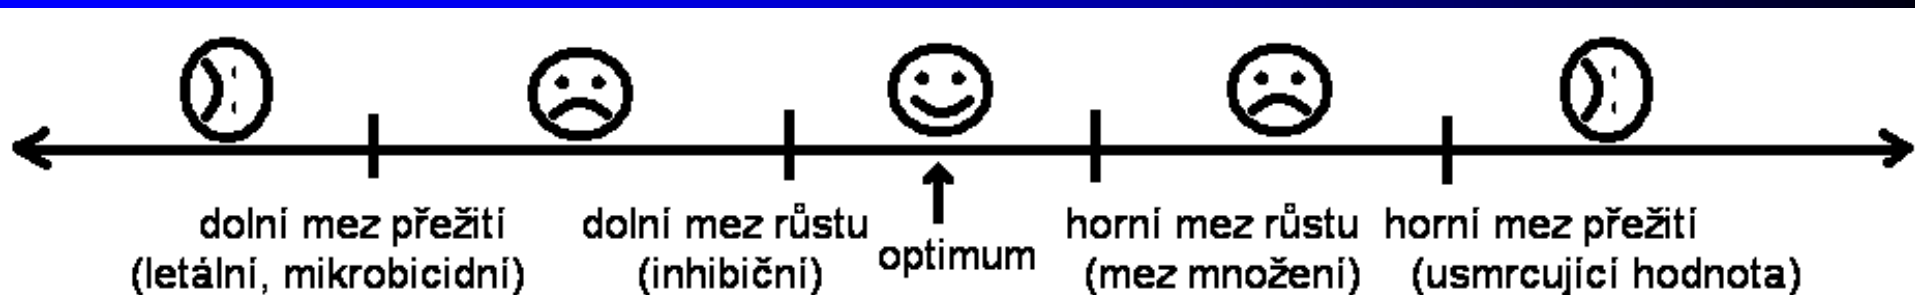 dolní mez přežití
(letální, mikrobicidní)
dolní mez růstu
(inhibiční)
optimum
horní mez růstu
(mez množení)
horní mez přežití
(usmrcující hodnota)